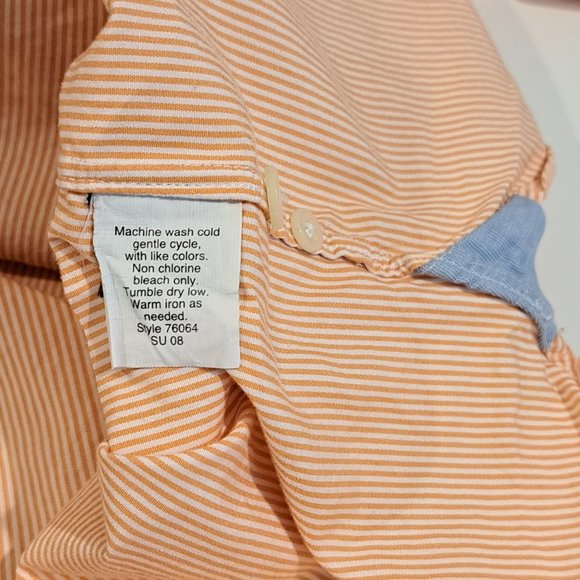 Machine wash cold
gentle cycle,
with like colors.
Non chlorine
bleach only.
Tumble dry low.
Warm iron as
needed.
Style 76064
SU 08